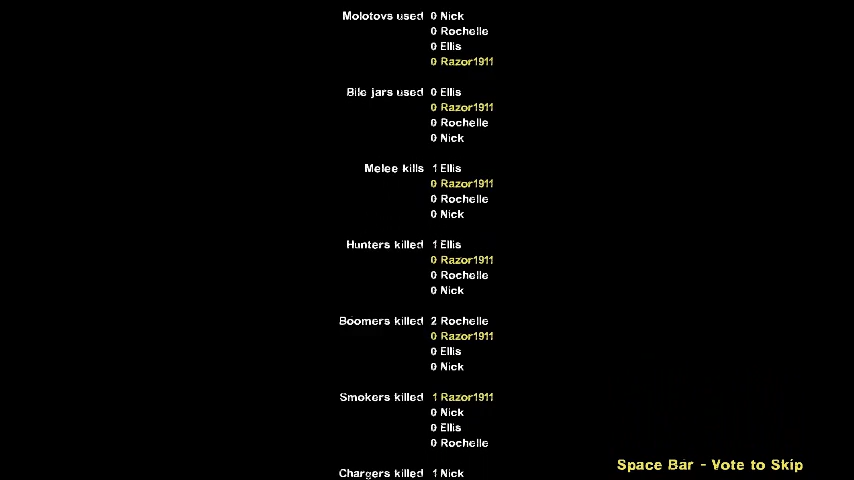 Molotovs used 0 Nick
0 Rochelle
0 Ellis
0 Razor1911
Bile jars used 0 Ellis
0 Razor1911
0 Rochelle
0 Nick
Melee kills 1 Ellis
0 Razor1911
0 Rochelle
0 Nick
Hunters killed 1 Ellis
0 Razor1911
0 Rochelle
0 Nick
Boomers killed 2 Rochelle
0 Razor1911
0 Ellis
0 Nick
Smokers killed 1 Razor1911
0 Nick
0 Ellis
0 Rochelle
Space Bar - Vote to Skip
Chargers killed 1 Nick